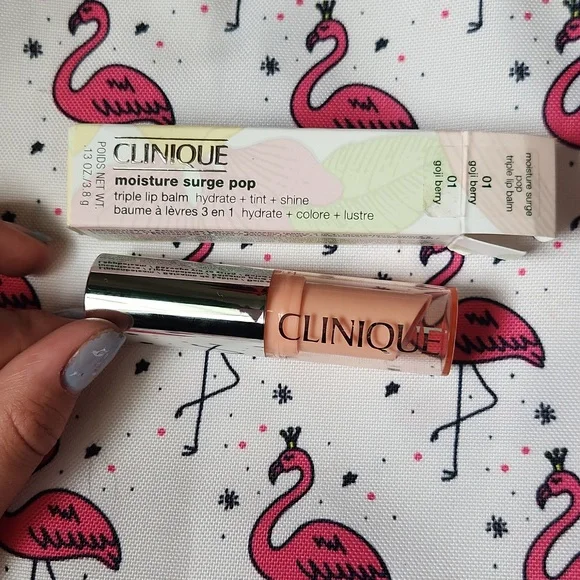 POIDS NET WT.
.13 OZ/3.8 g
CLINIQUE
moisture surge pop
triple lip balm hydrate + tint + shine
baume à lèvres 3 en 1 hydrate + colore + lustre
01
goji berry
01
goji berry
moisture surge
pop
triple lip balm
CLINIQUE